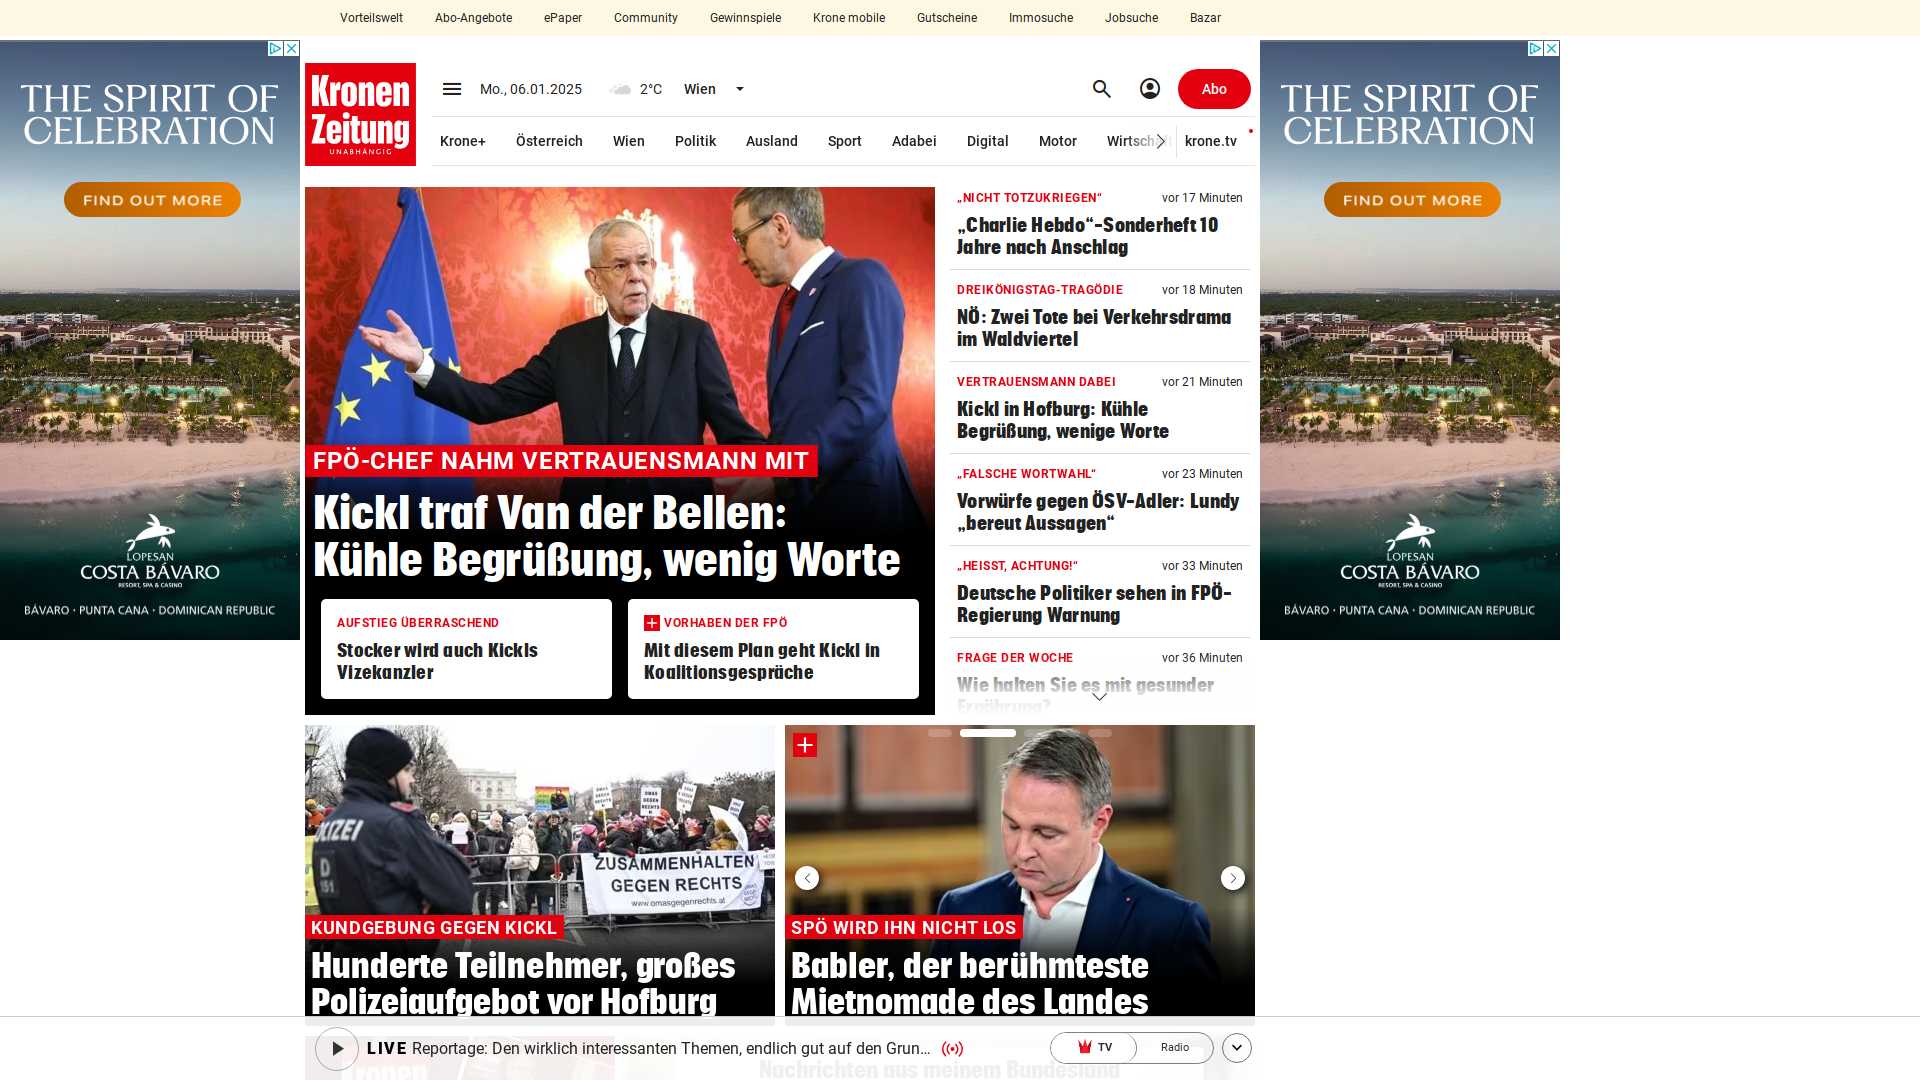 Vorteilswelt
Abo-Angebote
ePaper
Community
Gewinnspiele
Krone mobile
Gutscheine
Immosuche
Jobsuche
Bazar
THE SPIRIT OF
CELEBRATION
FIND OUT MORE
LOPESAN
COSTA BÁVARO
RESORT, SPA & CASINO
BÁVARO · PUNTA CANA · DOMINICAN REPUBLIC
Kronen
Zeitung
UNABHÄNGIG
Mo., 06.01.2025
2°C
Wien
Abo
Krone+
Österreich
Wien
Politik
Ausland
Sport
Adabei
Digital
Motor
Wirtschaft
krone.tv
FPÖ-CHEF NAHM VERTRAUENSMANN MIT
Kickl traf Van der Bellen:
Kühle Begrüßung, wenig Worte
AUFSTIEG ÜBERRASCHEND
Stocker wird auch Kickls
Vizekanzler
VORHABEN DER FPÖ
Mit diesem Plan geht Kickl in
Koalitionsgespräche
„NICHT TOTZUKRIEGEN“
vor 17 Minuten
„Charlie Hebdo“-Sonderheft 10
Jahre nach Anschlag
DREIKÖNIGSTAG-TRAGÖDIE
vor 18 Minuten
NÖ: Zwei Tote bei Verkehrsdrama
im Waldviertel
VERTRAUENSMANN DABEI
vor 21 Minuten
Kickl in Hofburg: Kühle
Begrüßung, wenige Worte
„FALSCHE WORTWAHL“
vor 23 Minuten
Vorwürfe gegen ÖSV-Adler: Lundy
„bereut Aussagen“
„HEISST, ACHTUNG!“
vor 33 Minuten
Deutsche Politiker sehen in FPÖ-
Regierung Warnung
FRAGE DER WOCHE
vor 36 Minuten
Wie halten Sie es mit gesunder
Ernährung?
THE SPIRIT OF
CELEBRATION
FIND OUT MORE
LOPESAN
COSTA BÁVARO
RESORT, SPA & CASINO
BÁVARO · PUNTA CANA · DOMINICAN REPUBLIC
POLIZEI
D
151
OMAS
GEGEN
RECHTS
ZUSAMMENHALTEN
GEGEN RECHTS
www.omasgegenrechts.at
KUNDGEBUNG GEGEN KICKL
Hunderte Teilnehmer, großes
Polizeiaufgebot vor Hofburg
SPÖ WIRD IHN NICHT LOS
Babler, der berühmteste
Mietnomade des Landes
LIVE Reportage: Den wirklich interessanten Themen, endlich gut auf den Grun...
TV
Radio
Kronen
Nachrichten aus meinem Bundesland